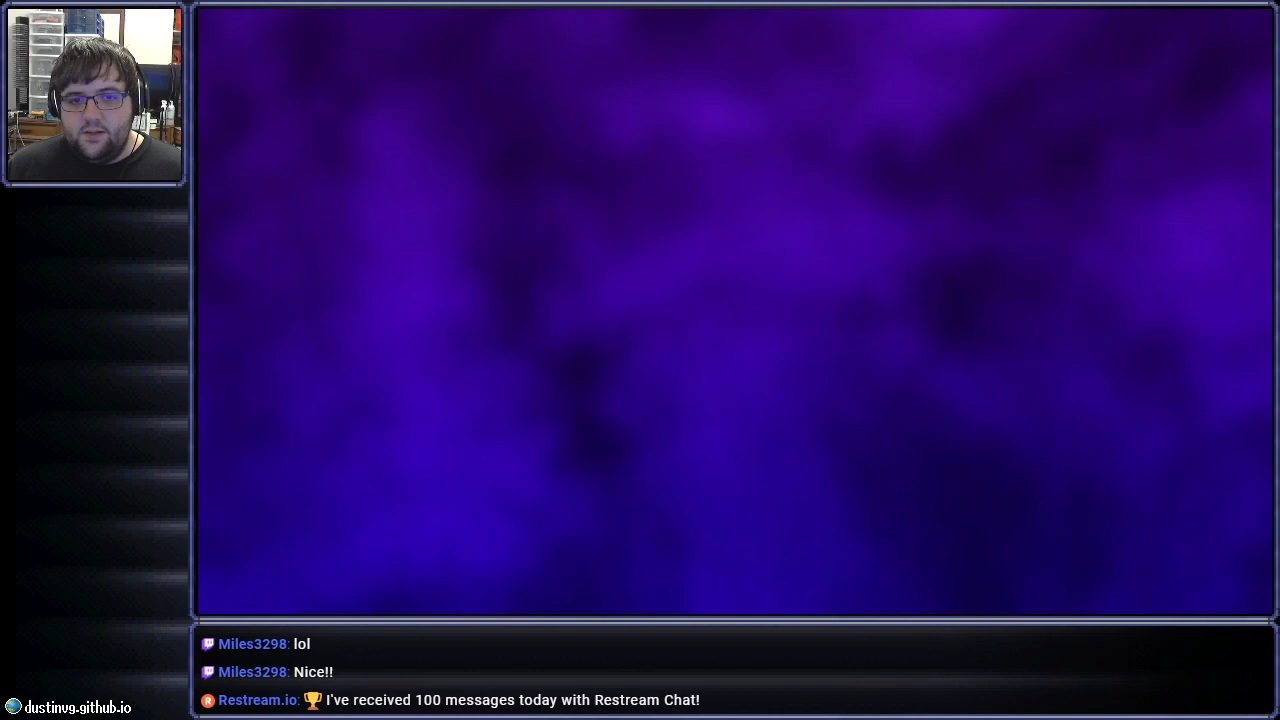 Miles3298: lol
Miles3298: Nice!!
Restream.io: 🏆 I've received 100 messages today with Restream Chat!
dustinvg.github.io